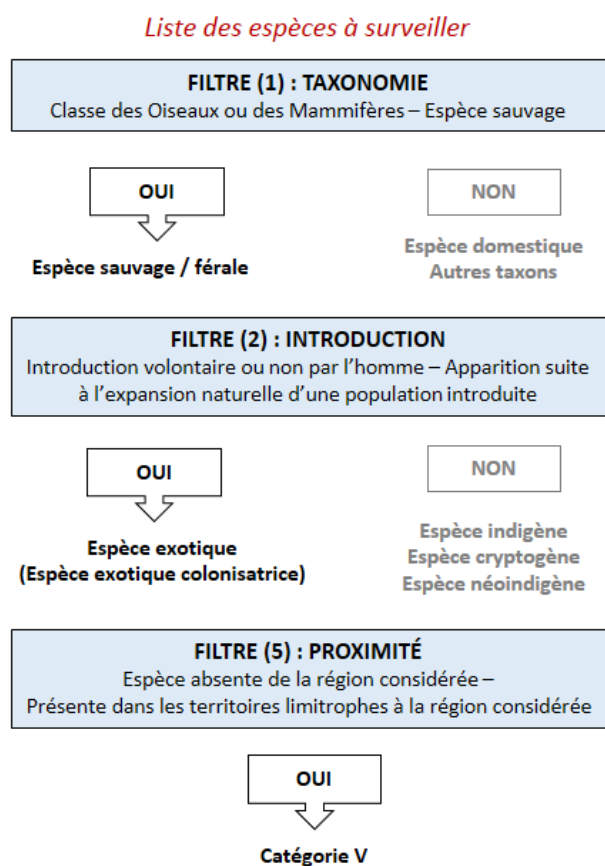 Liste des espèces à surveiller
FILTRE (1) : TAXONOMIE
Classe des Oiseaux ou des Mammifères – Espèce sauvage
OUI
NON
Espèce sauvage / férale
Espèce domestique
Autres taxons
FILTRE (2) : INTRODUCTION
Introduction volontaire ou non par l’homme – Apparition suite
à l’expansion naturelle d’une population introduite
OUI
NON
Espèce exotique
(Espèce exotique colonisatrice)
Espèce indigène
Espèce cryptogène
Espèce néoindigène
FILTRE (5) : PROXIMITÉ
Espèce absente de la région considérée –
Présente dans les territoires limitrophes à la région considérée
OUI
Catégorie V